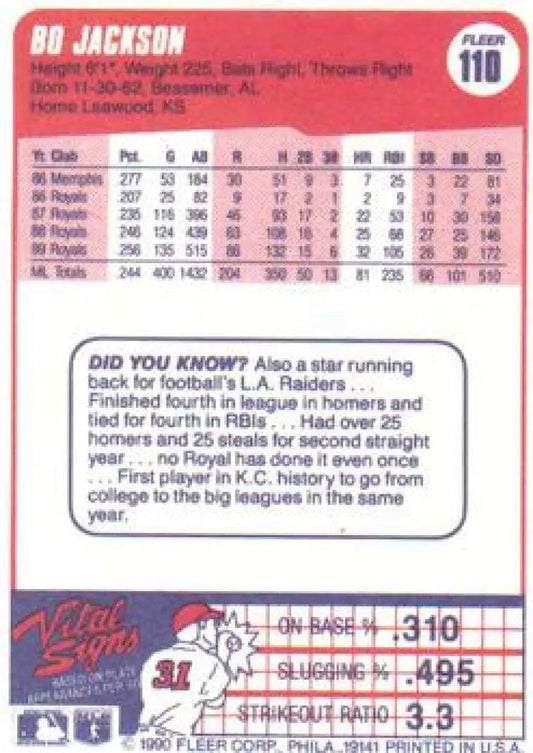 BO JACKSON
FLEER
110
Height 6'1", Weight 225, Bats Right, Throws Right
Born 11-30-62, Bessemer, AL
Home Leawood, KS
Yr. Club Pct. G AB R H 2B 3B HR RBI SB BB SO
86 Memphis .277 53 184 30 51 9 3 7 25 3 22 81
86 Royals .207 25 82 9 17 2 1 2 9 3 7 34
87 Royals .235 116 396 46 93 17 2 22 53 10 30 158
88 Royals .246 124 439 63 108 16 4 25 68 27 25 146
89 Royals .256 135 515 86 132 15 6 32 105 26 39 172
ML Totals .244 400 1432 204 350 50 13 81 235 66 101 510
DID YOU KNOW? Also a star running
back for football's L.A. Raiders . . .
Finished fourth in league in homers and
tied for fourth in RBIs . . . Had over 25
homers and 25 steals for second straight
year . . . no Royal has done it even once
. . . First player in K.C. history to go from
college to the big leagues in the same
year.
Vital
Signs
BASED ON PLATE
APPEARANCES PER
31
ON BASE % .310
SLUGGING % .495
STRIKEOUT RATIO 3.3
© 1990 FLEER CORP., PHILA., 19141 PRINTED IN U.S.A.